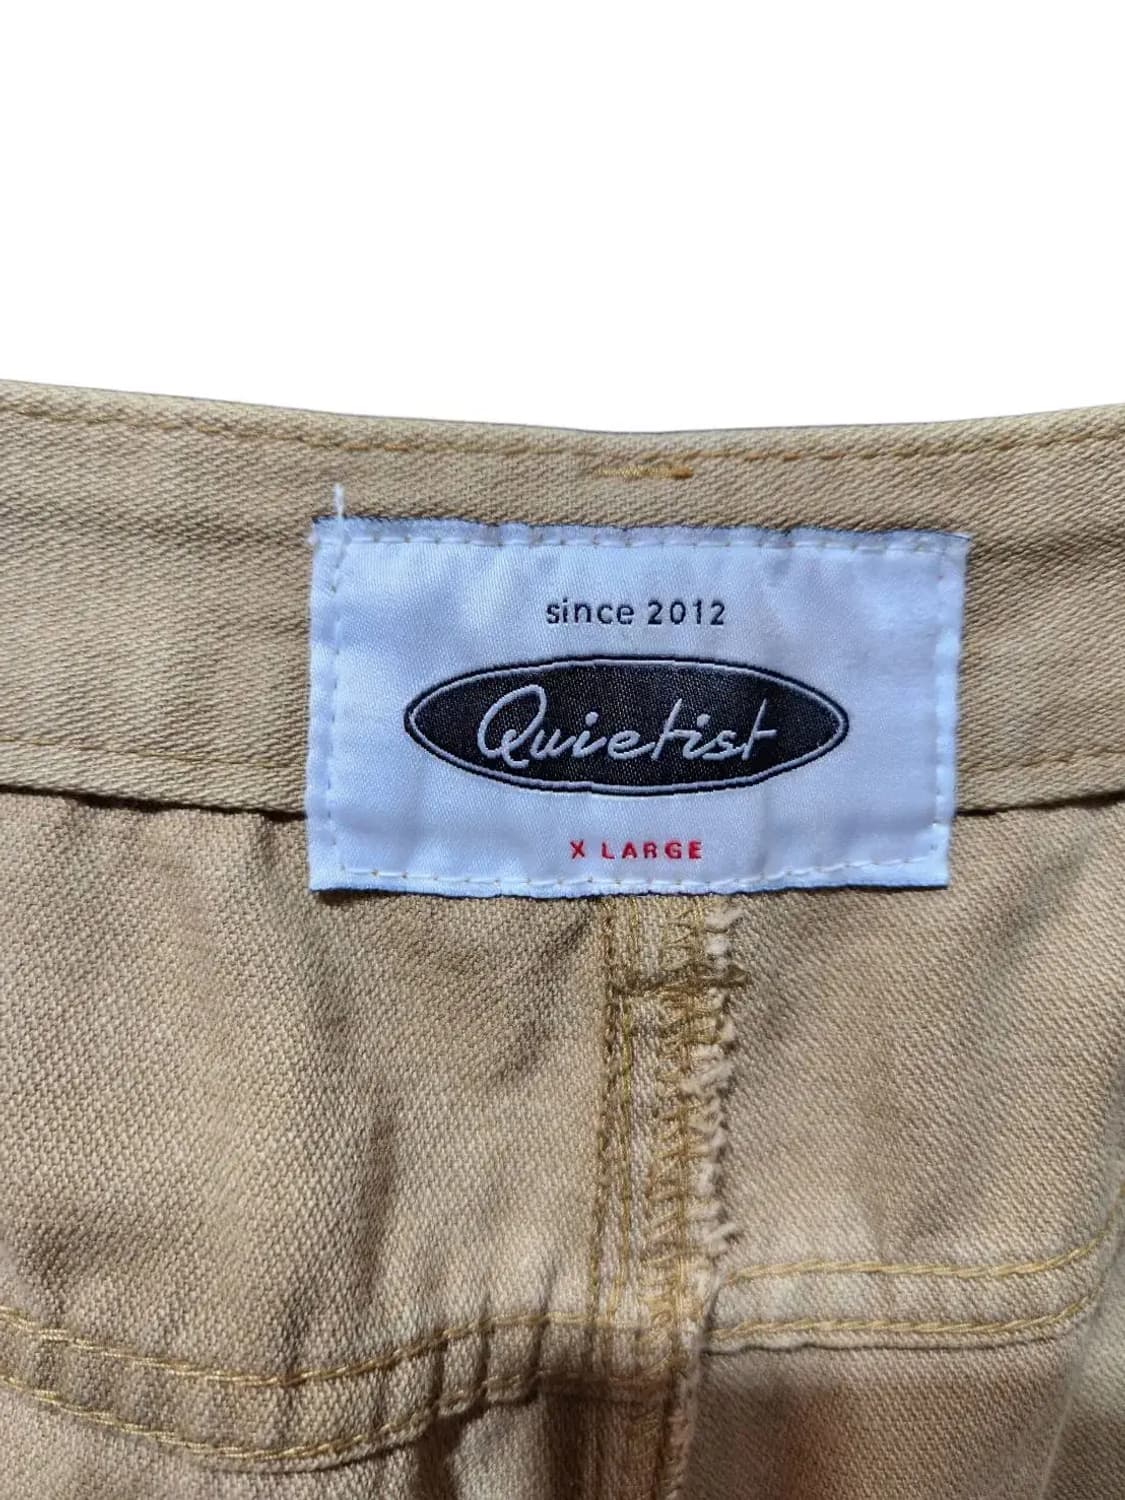 since 2012
Quietist
X LARGE